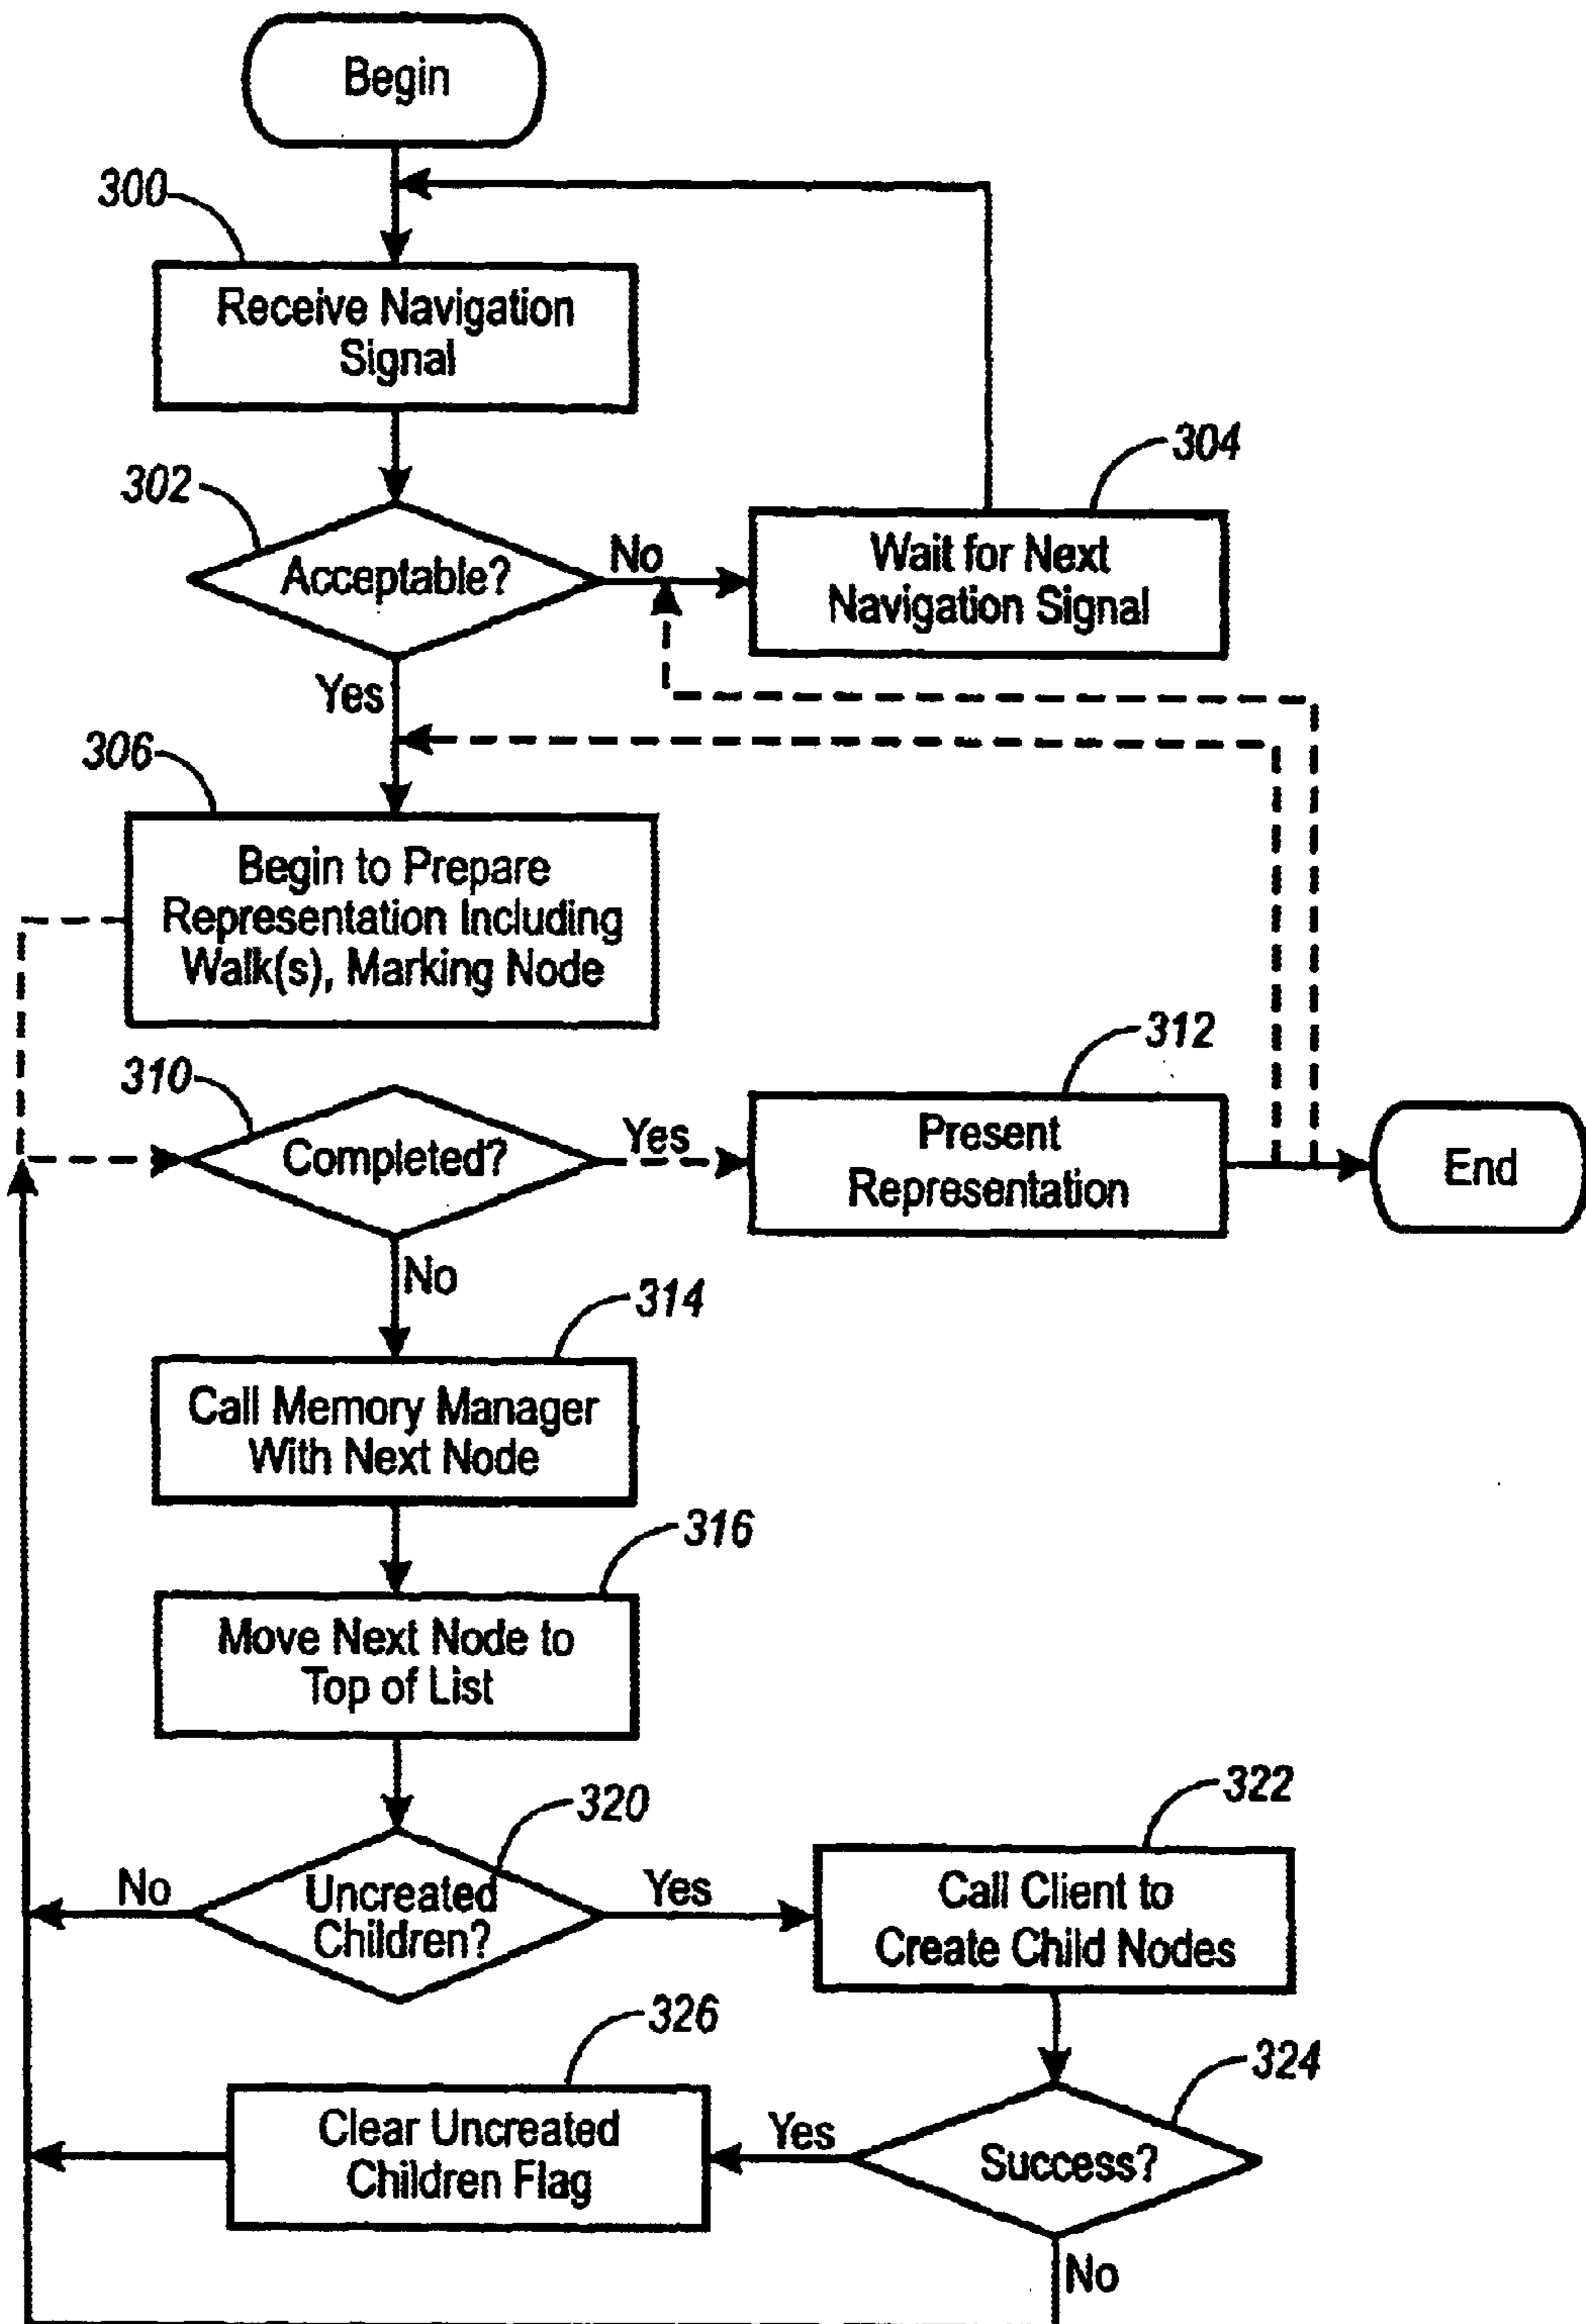 Begin
300
Receive Navigation
Signal
302
Acceptable?
No
304
Wait for Next
Navigation Signal
Yes
306
Begin to Prepare
Representation Including
Walk(s), Marking Node
310
Completed?
Yes
312
Present
Representation
End
No
314
Call Memory Manager
With Next Node
316
Move Next Node to
Top of List
320
Uncreated
Children?
No
Yes
322
Call Client to
Create Child Nodes
324
Success?
Yes
326
Clear Uncreated
Children Flag
No